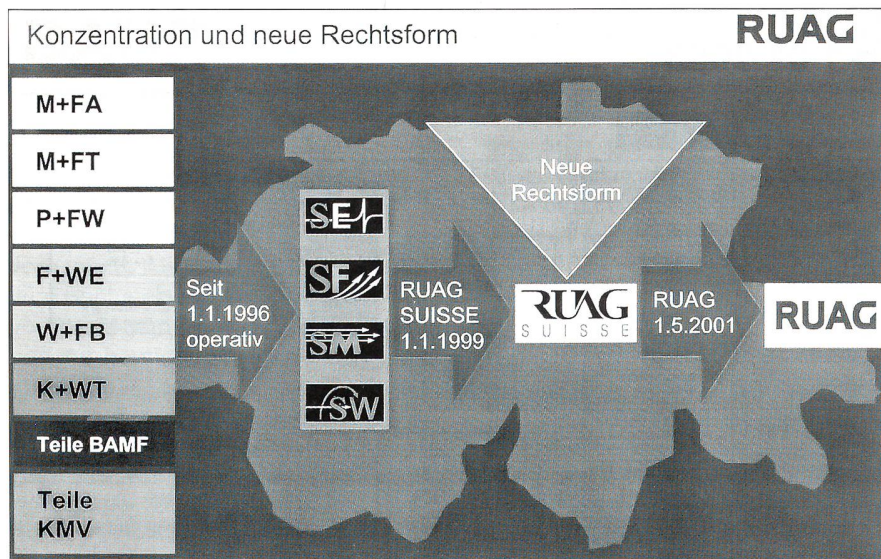 Konzentration und neue Rechtsform
RUAG
M+FA
M+FT
P+FW
F+WE
W+FB
K+WT
Teile BAMF
Teile
KMV
Seit
1.1.1996
operativ
SE
SF
SM
SW
RUAG
SUISSE
1.1.1999
Neue
Rechtsform
RUAG
SUISSE
RUAG
1.5.2001
RUAG